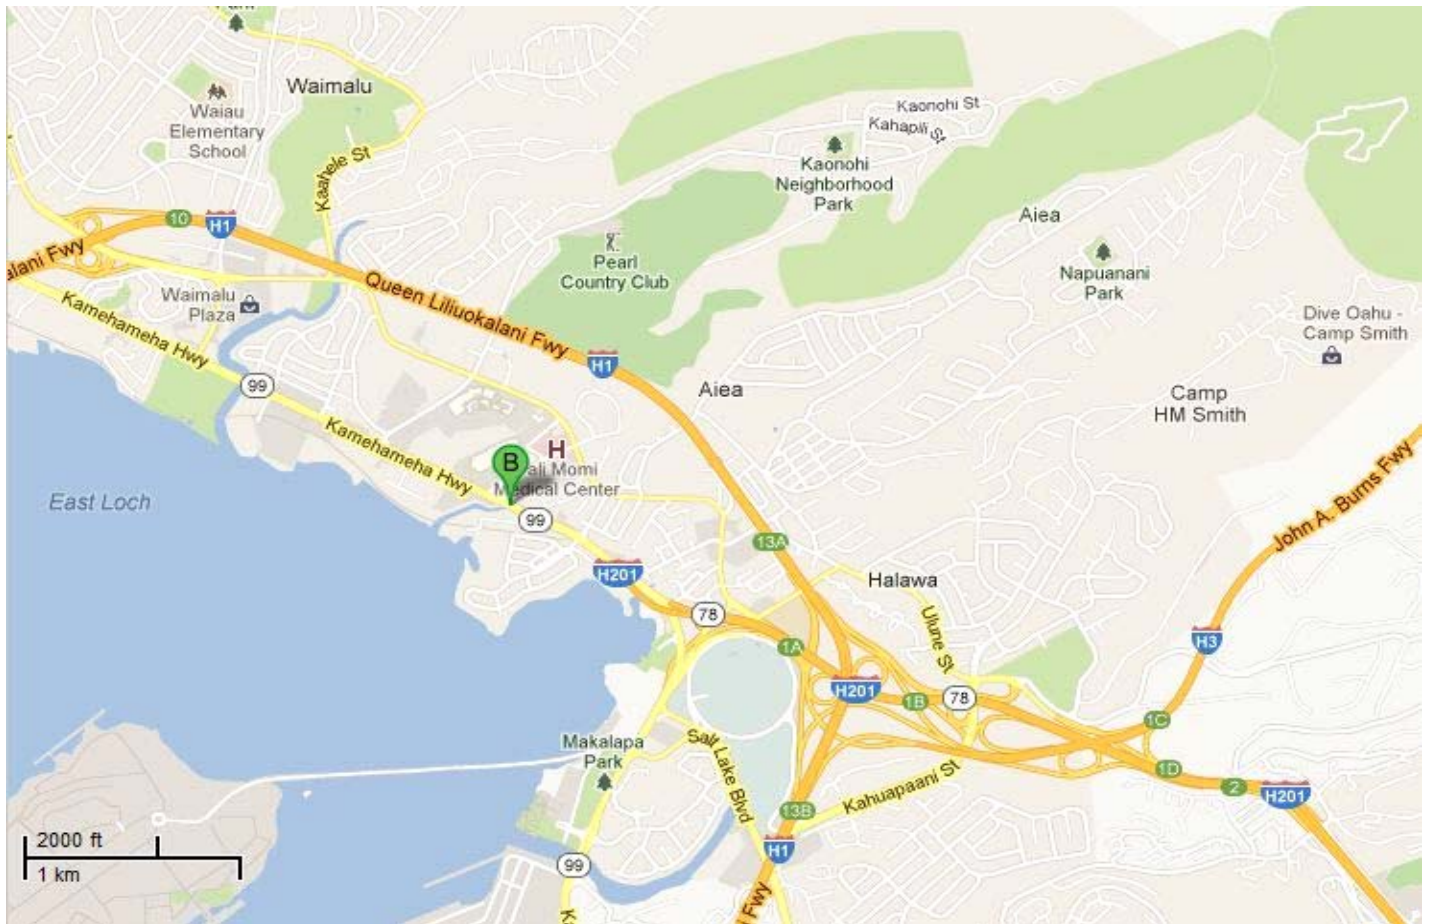 Waimalu
Waiau
Elementary
School
Kaahele St
Kaonohi St
Kahapili St
Kaonohi
Neighborhood
Park
Aiea
10
H1
alani Fwy
Pearl
Country Club
Napuanani
Park
Waimalu
Plaza
Kamehameha Hwy
Queen Liliuokalani Fwy
H1
Dive Oahu -
Camp Smith
99
Aiea
Camp
HM Smith
Kamehameha Hwy
B
H
ali Momi
Medical Center
East Loch
99
John A. Burns Fwy
13A
H201
Halawa
78
Ulune St
1A
H3
H201
1B
78
1C
Makalapa
Park
Salt Lake Blvd
1D
2
H201
Kahuapaani St
13B
2000 ft
1 km
H1
99
K
Fwy